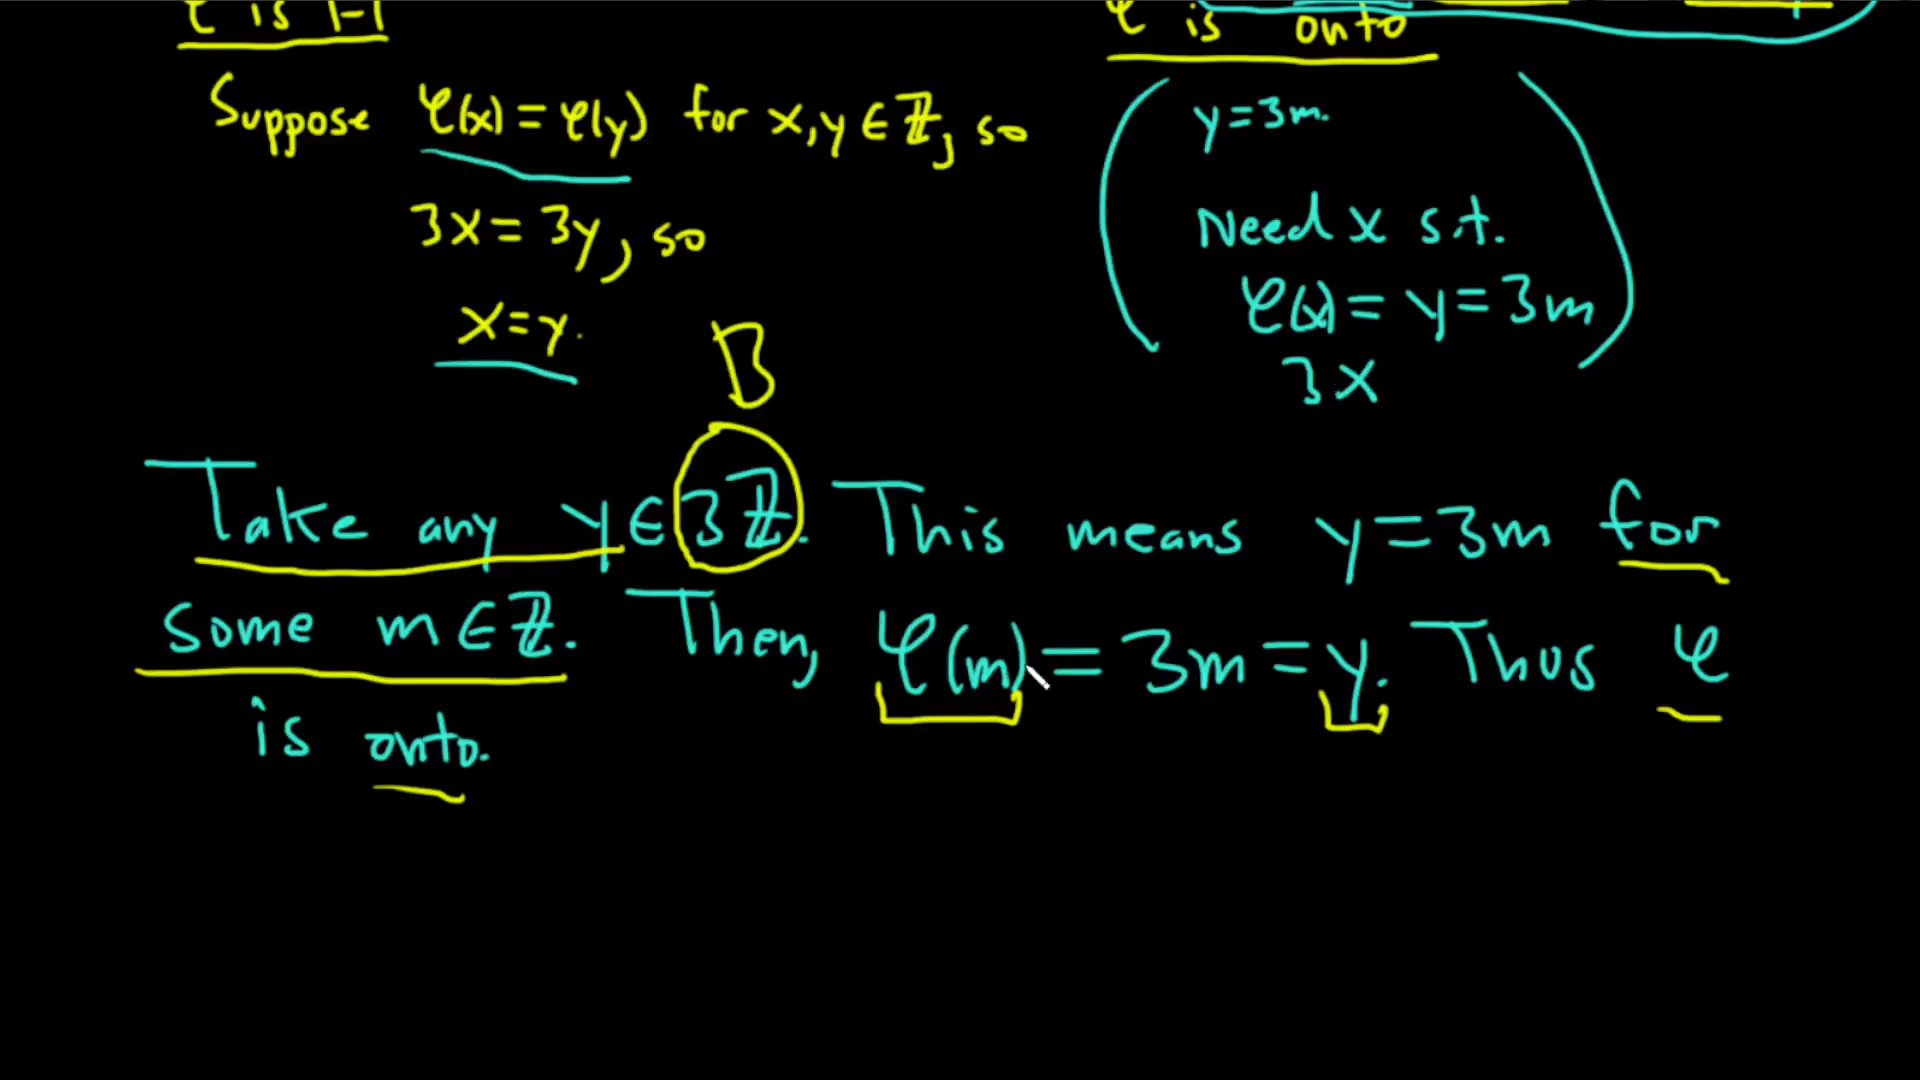 φ is 1-1
Suppose φ(x) = φ(y) for x, y ∈ ℤ, so
3x = 3y, so
x = y.
φ is onto
y = 3m.
Need x s.t.
φ(x) = y = 3m
3x
B
Take any y ∈ 3ℤ. This means y = 3m for
some m ∈ ℤ. Then, φ(m) = 3m = y. Thus φ
is onto.